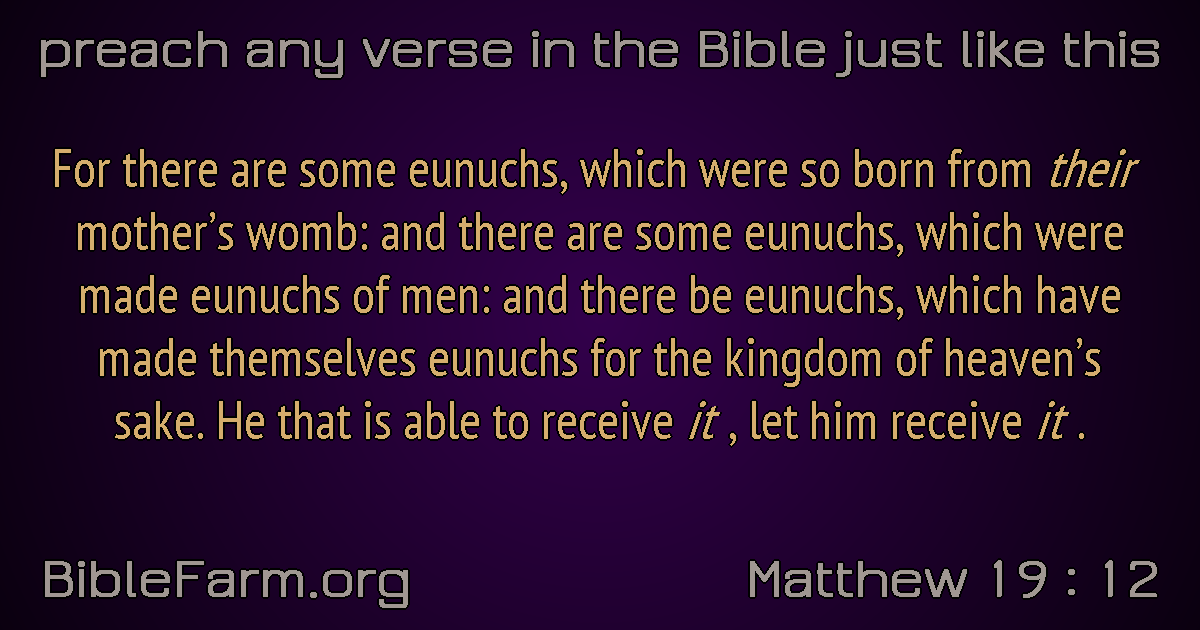 preach any verse in the Bible just like this
For there are some eunuchs, which were so born from their
mother’s womb: and there are some eunuchs, which were
made eunuchs of men: and there be eunuchs, which have
made themselves eunuchs for the kingdom of heaven’s
sake. He that is able to receive it , let him receive it .
BibleFarm.org
Matthew 19 : 12